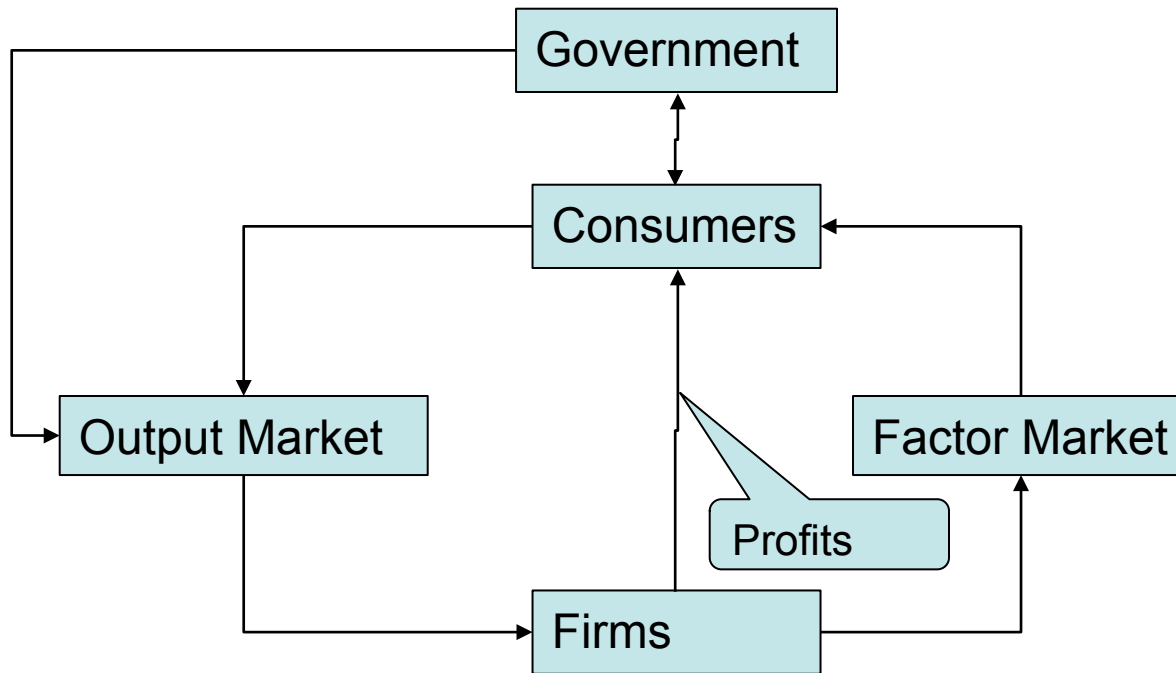 Government
Consumers
Output Market
Factor Market
Profits
Firms